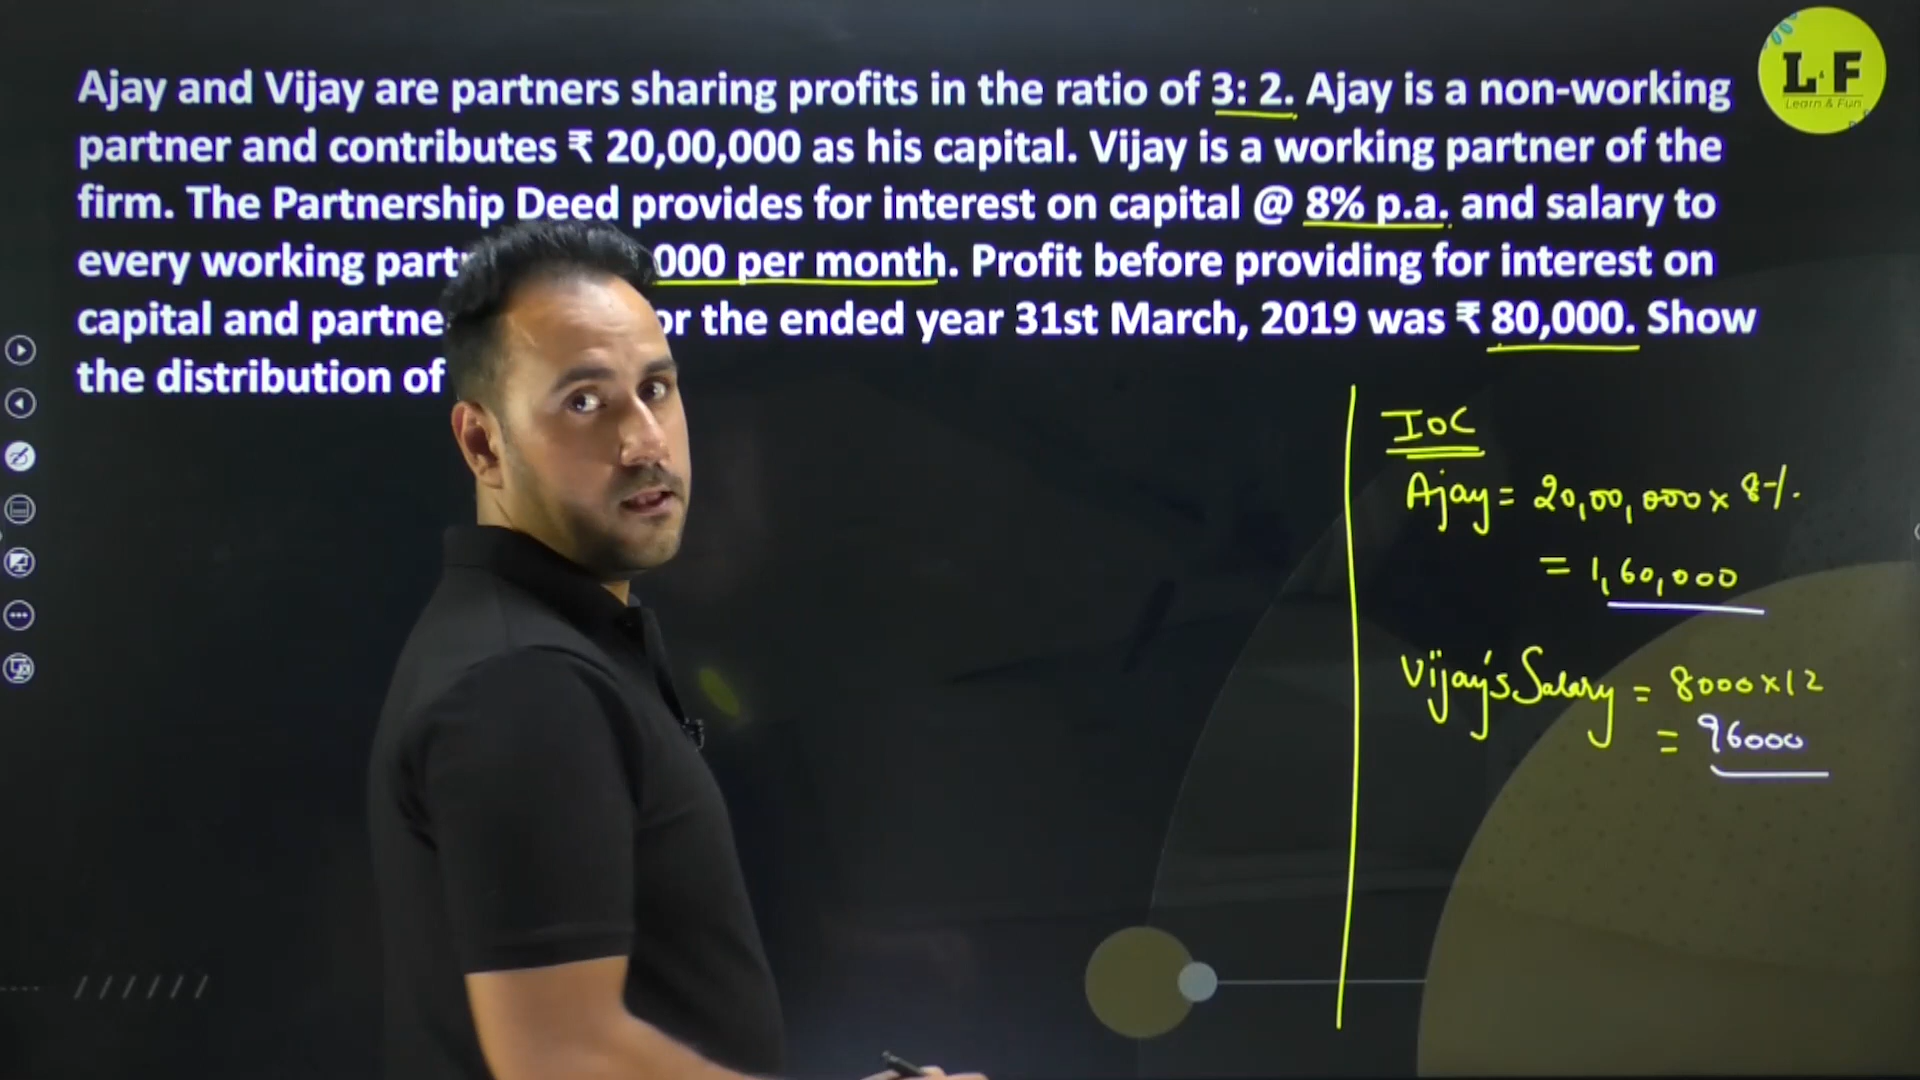 Ajay and Vijay are partners sharing profits in the ratio of 3: 2. Ajay is a non-working
partner and contributes ₹ 20,00,000 as his capital. Vijay is a working partner of the
firm. The Partnership Deed provides for interest on capital @ 8% p.a. and salary to
every working part 000 per month. Profit before providing for interest on
capital and partne or the ended year 31st March, 2019 was ₹ 80,000. Show
the distribution of
L&F
Learn & Fun
IOC
Ajay = 20,00,000 x 8%.
= 1,60,000
Vijay's Salary = 8000x12
= 96000